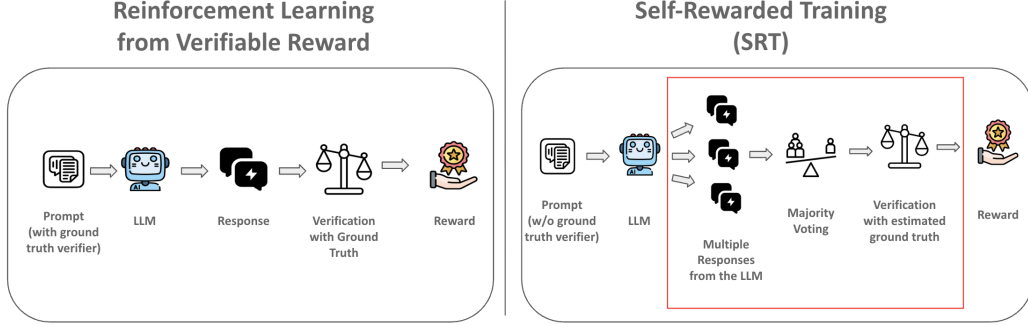 Reinforcement Learning
from Verifiable Reward
AI
Prompt
(with ground
truth verifier)
LLM
Response
Verification
with Ground
Truth
Reward
Self-Rewarded Training
(SRT)
AI
Prompt
(w/o ground
truth verifier)
LLM
Multiple
Responses
from the LLM
Majority
Voting
Verification
with estimated
ground truth
Reward